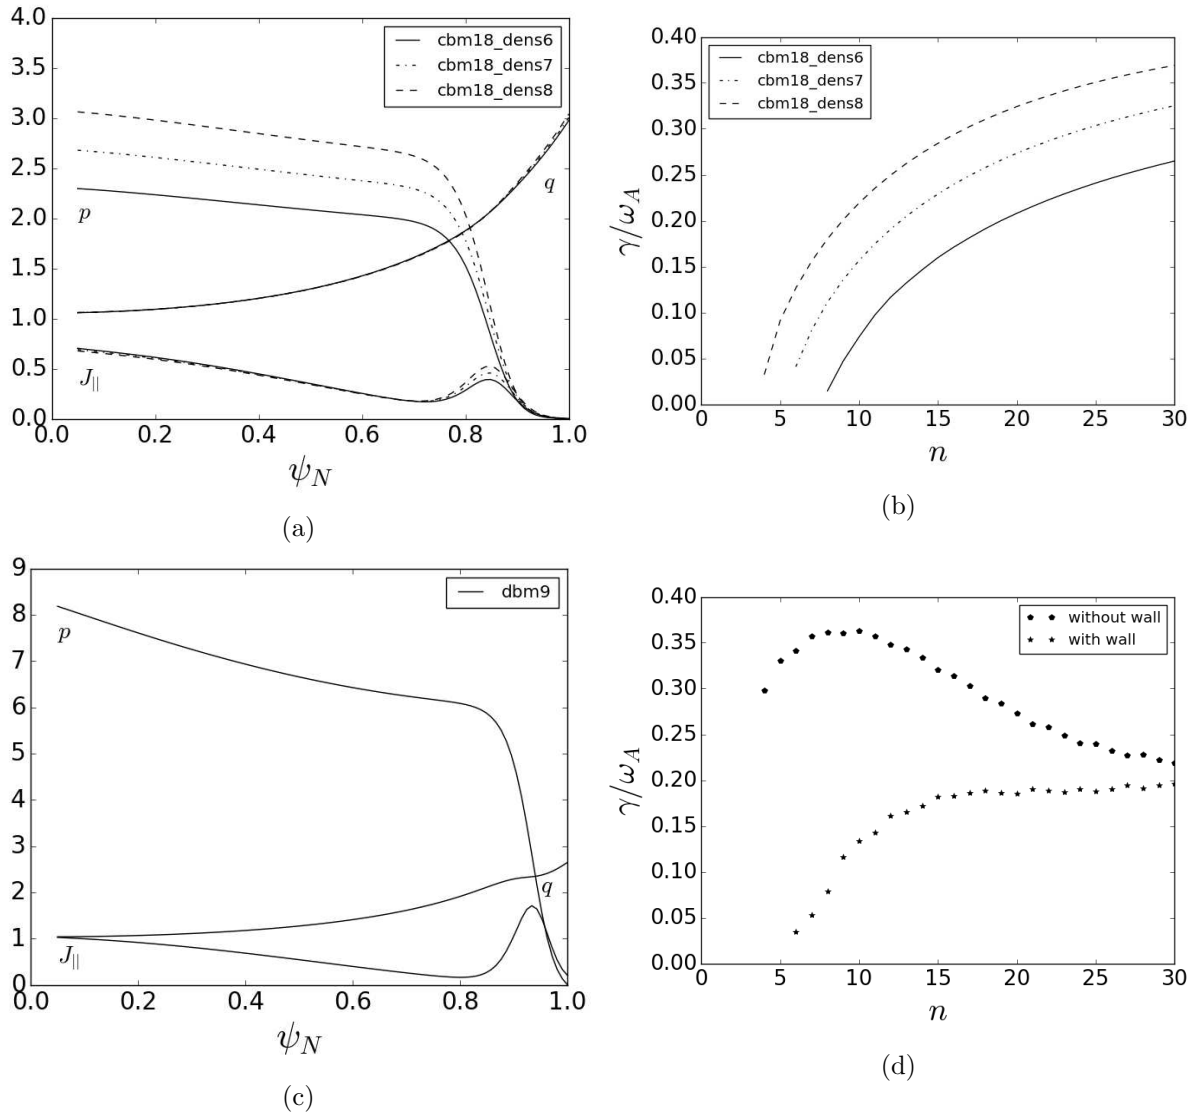 4.0
3.5
3.0
2.5
2.0
1.5
1.0
0.5
0.0
cbm18_dens6
cbm18_dens7
cbm18_dens8
p
q
J||
0.0 0.2 0.4 0.6 0.8 1.0
ψN
(a)
0.40
0.35
0.30
0.25
0.20
0.15
0.10
0.05
0.00
γ/ωA
cbm18_dens6
cbm18_dens7
cbm18_dens8
0 5 10 15 20 25 30
n
(b)
9
8
7
6
5
4
3
2
1
0
dbm9
p
q
J||
0.0 0.2 0.4 0.6 0.8 1.0
ψN
(c)
0.40
0.35
0.30
0.25
0.20
0.15
0.10
0.05
0.00
γ/ωA
without wall
with wall
0 5 10 15 20 25 30
n
(d)